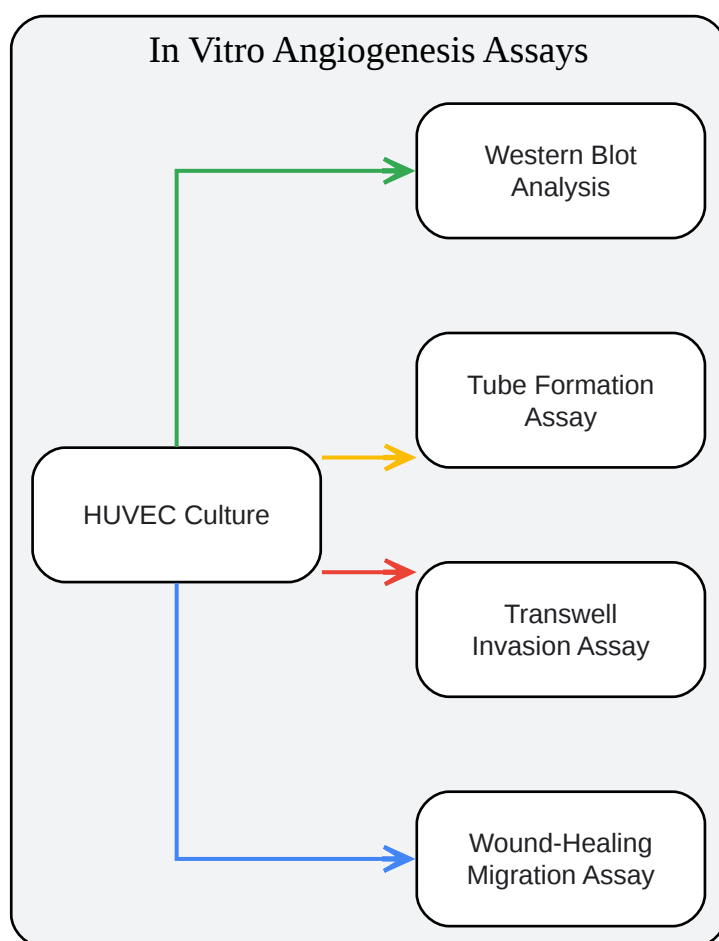 In Vitro Angiogenesis Assays
Western Blot
Analysis
Tube Formation
Assay
HUVEC Culture
Transwell
Invasion Assay
Wound-Healing
Migration Assay